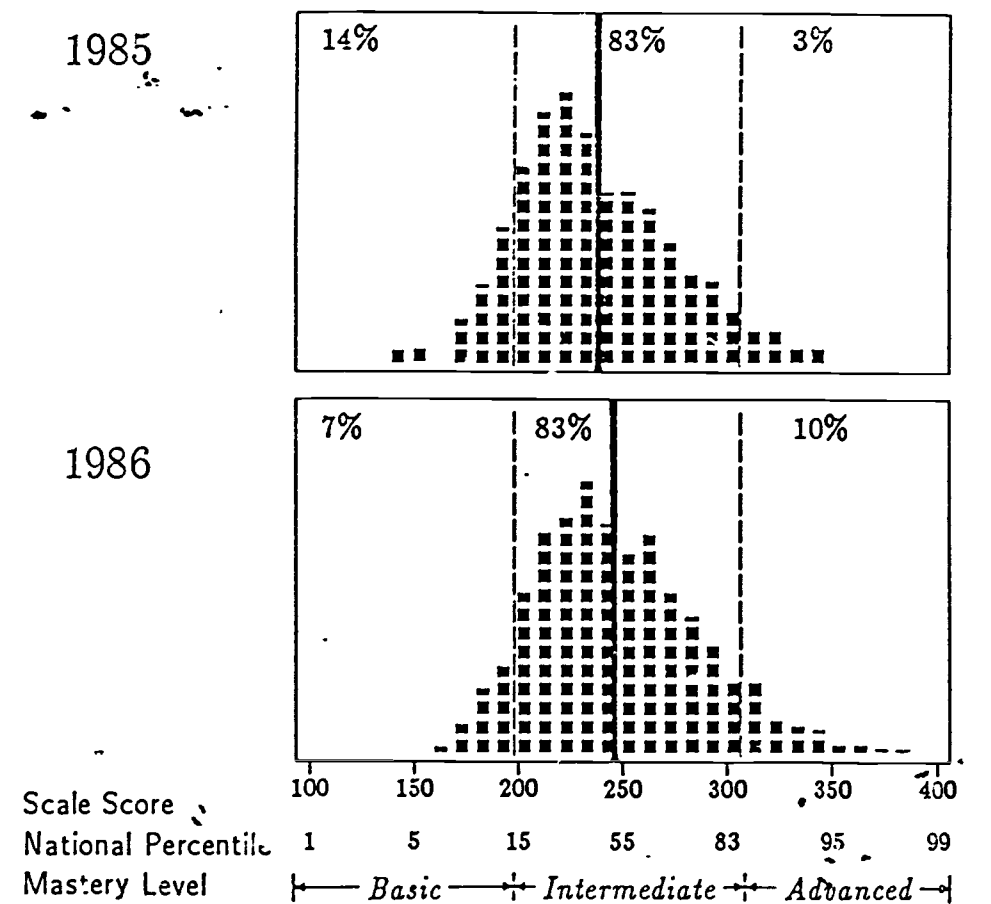 1985
14% 83% 3%
1986
7% 83% 10%
100 150 200 250 300 350 400
Scale Score
National Percentile 1 5 15 55 83 95 99
Mastery Level Basic Intermediate Advanced